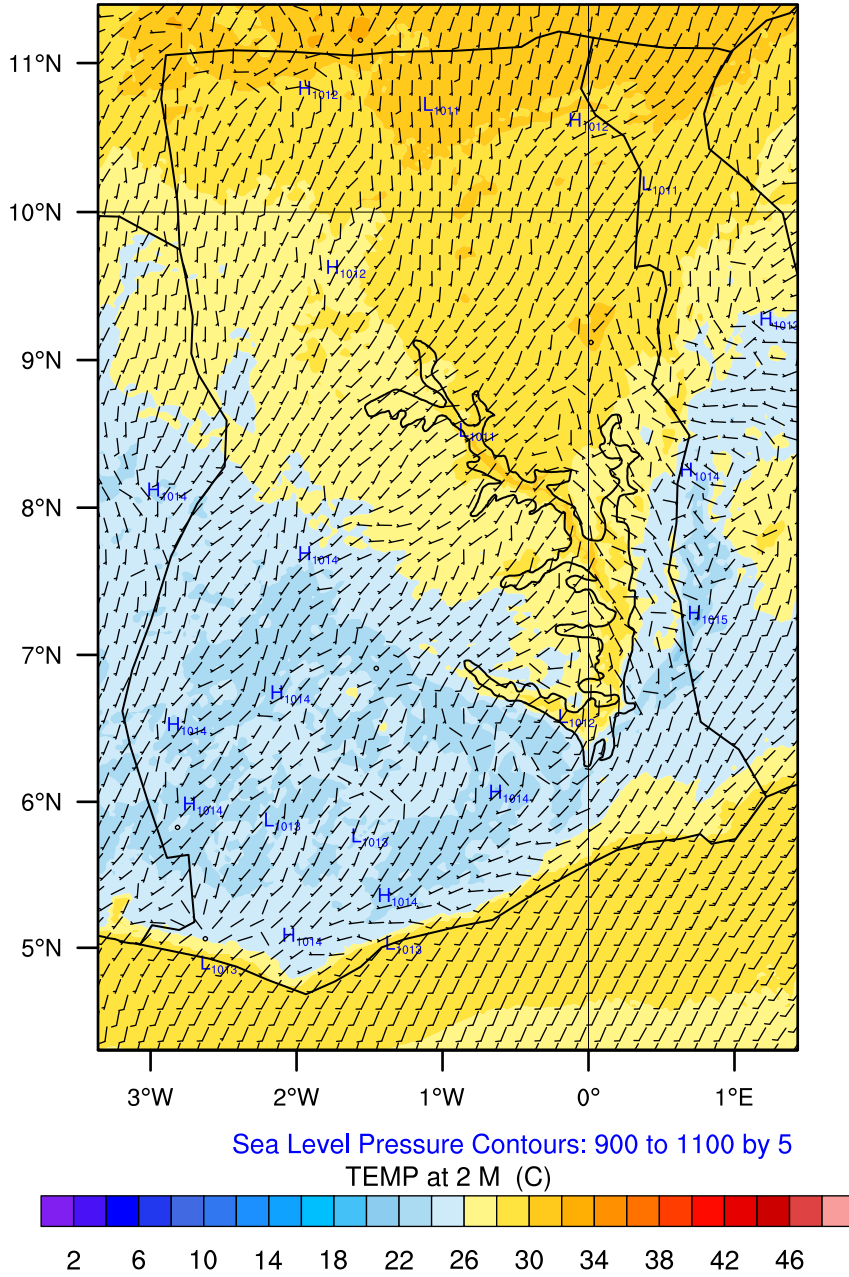 11°N
H1012
L1011
H1012
L1011
10°N
H1012
H1013
9°N
L1011
H1014
H1014
8°N
H1014
H1015
7°N
H1014
L1012
H1014
H1014
H1014
6°N
L1013
L1013
H1014
H1014
L1013
5°N
L1013
3°W 2°W 1°W 0° 1°E
Sea Level Pressure Contours: 900 to 1100 by 5
TEMP at 2 M (C)
2 6 10 14 18 22 26 30 34 38 42 46